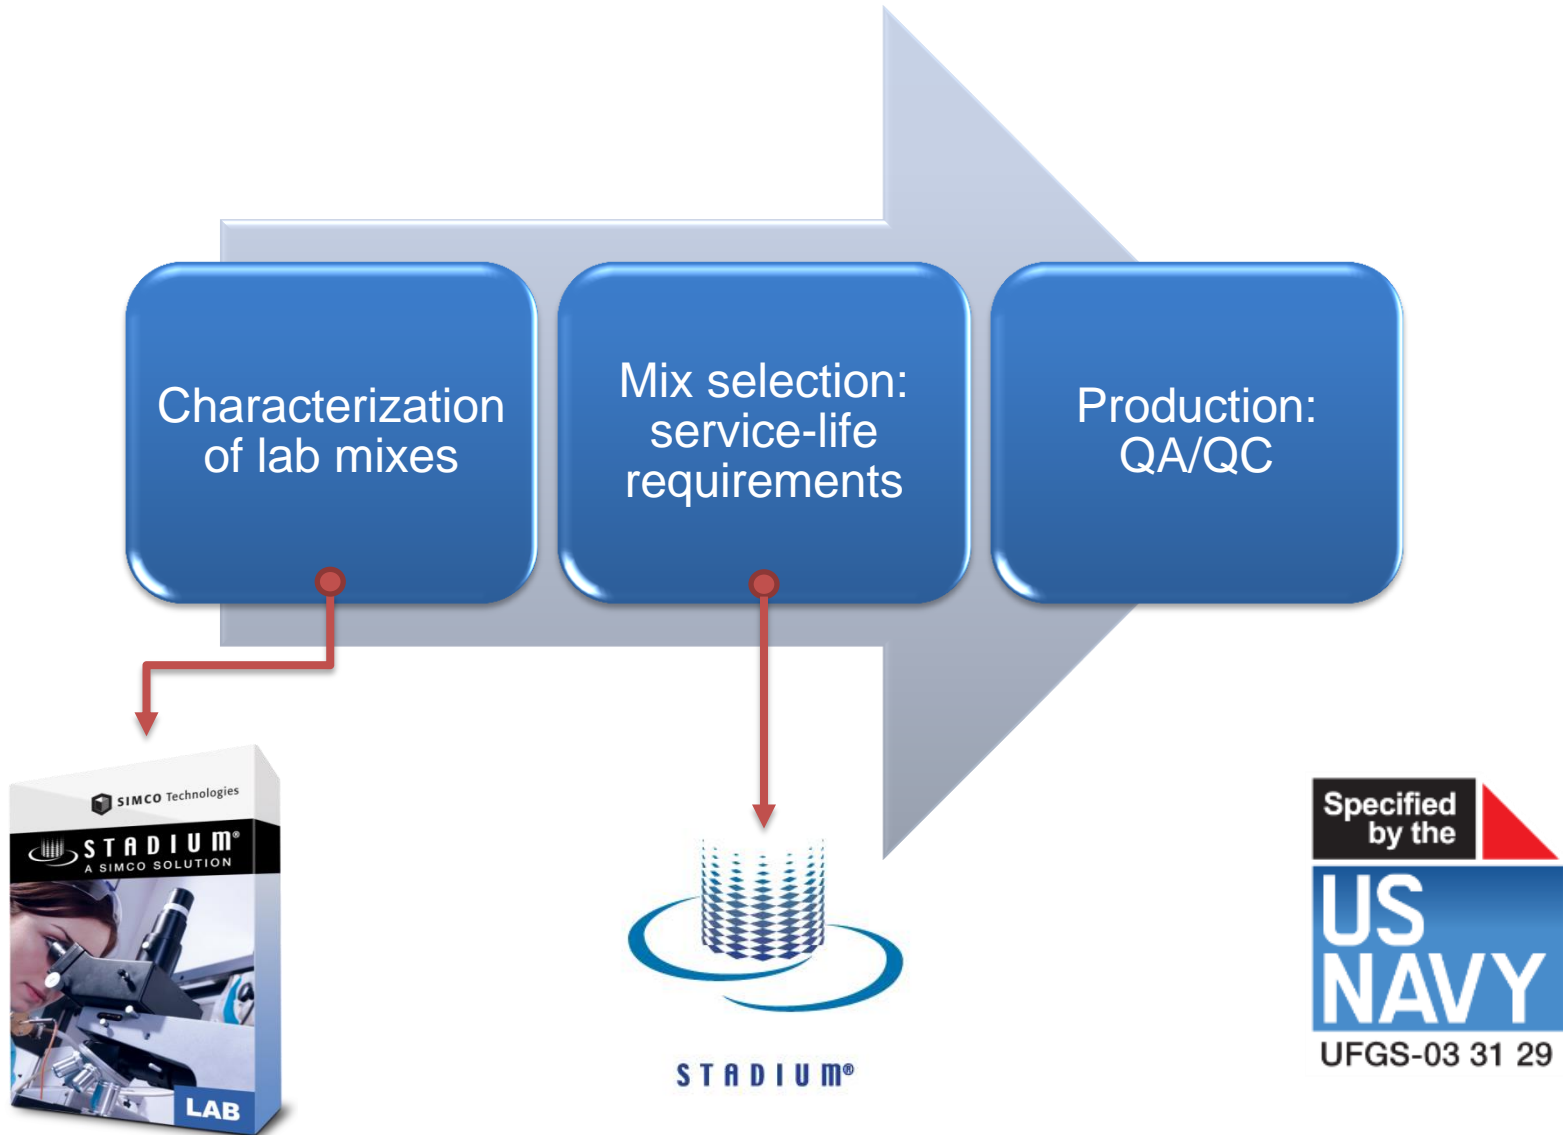 Characterization
of lab mixes
Mix selection:
service-life
requirements
Production:
QA/QC
SIMCO Technologies
STADIUM®
A SIMCO SOLUTION
LAB
STADIUM®
Specified
by the
US
NAVY
UFGS-03 31 29